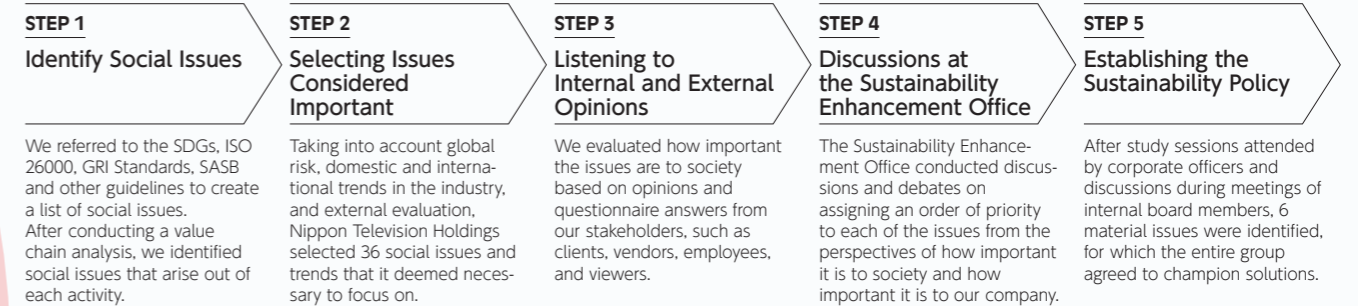 STEP 1
Identify Social Issues
We referred to the SDGs, ISO
26000, GRI Standards, SASB
and other guidelines to create
a list of social issues.
After conducting a value
chain analysis, we identified
social issues that arise out of
each activity.
STEP 2
Selecting Issues
Considered
Important
Taking into account global
risk, domestic and interna-
tional trends in the industry,
and external evaluation,
Nippon Television Holdings
selected 36 social issues and
trends that it deemed neces-
sary to focus on.
STEP 3
Listening to
Internal and External
Opinions
We evaluated how important
the issues are to society
based on opinions and
questionnaire answers from
our stakeholders, such as
clients, vendors, employees,
and viewers.
STEP 4
Discussions at
the Sustainability
Enhancement Office
The Sustainability Enhance-
ment Office conducted discus-
sions and debates on
assigning an order of priority
to each of the issues from the
perspectives of how important
it is to society and how
important it is to our company.
STEP 5
Establishing the
Sustainability Policy
After study sessions attended
by corporate officers and
discussions during meetings of
internal board members, 6
material issues were identified,
for which the entire group
agreed to champion solutions.